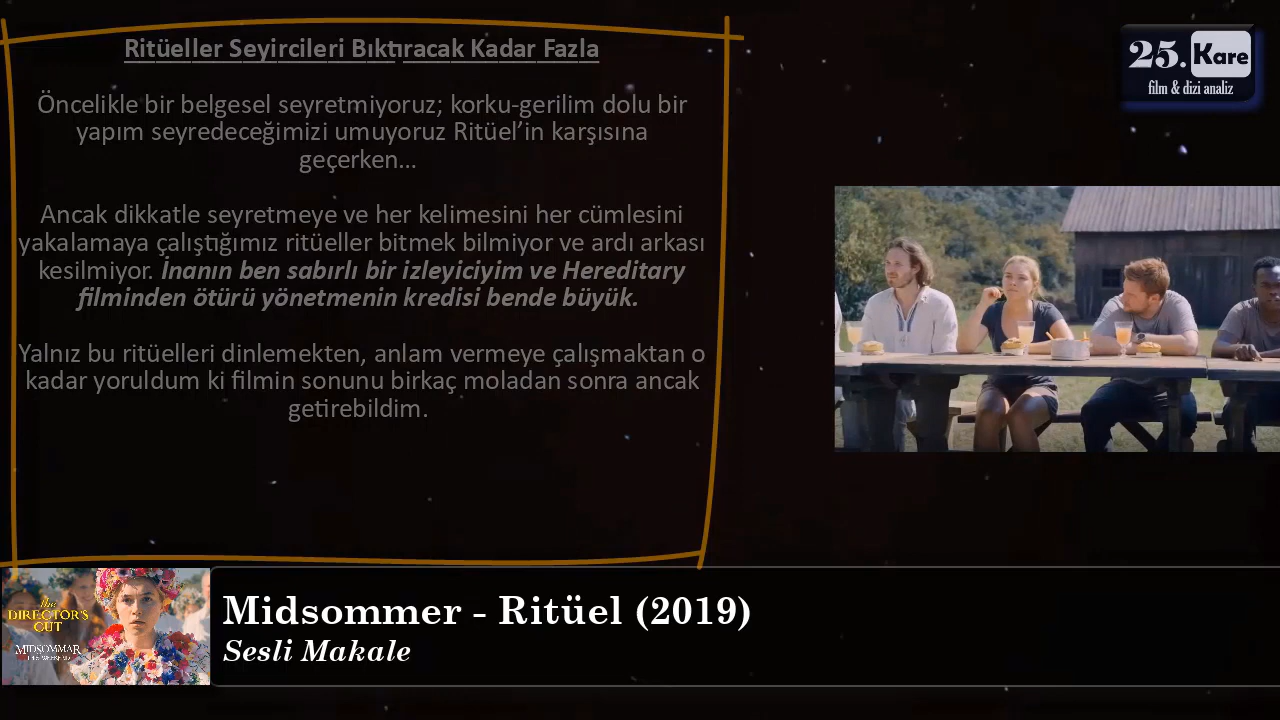 Ritüeller Seyircileri Bıktıracak Kadar Fazla
Öncelikle bir belgesel seyretmiyoruz; korku-gerilim dolu bir
yapım seyredeceğimizi umuyoruz Ritüel’in karşısına
geçerken...
Ancak dikkatle seyretmeye ve her kelimesini her cümlesini
yakalamaya çalıştığımız ritüeller bitmek bilmiyor ve ardı arkası
kesilmiyor. İnanın ben sabırlı bir izleyiciyim ve Hereditary
filminden ötürü yönetmenin kredisi bende büyük.
Yalnız bu ritüelleri dinlemekten, anlam vermeye çalışmaktan o
kadar yoruldum ki filmin sonunu birkaç moladan sonra ancak
getirebildim.
25. Kare
film & dizi analiz
the
DIRECTOR'S
CUT
MIDSOMMAR
Midsommer - Ritüel (2019)
Sesli Makale